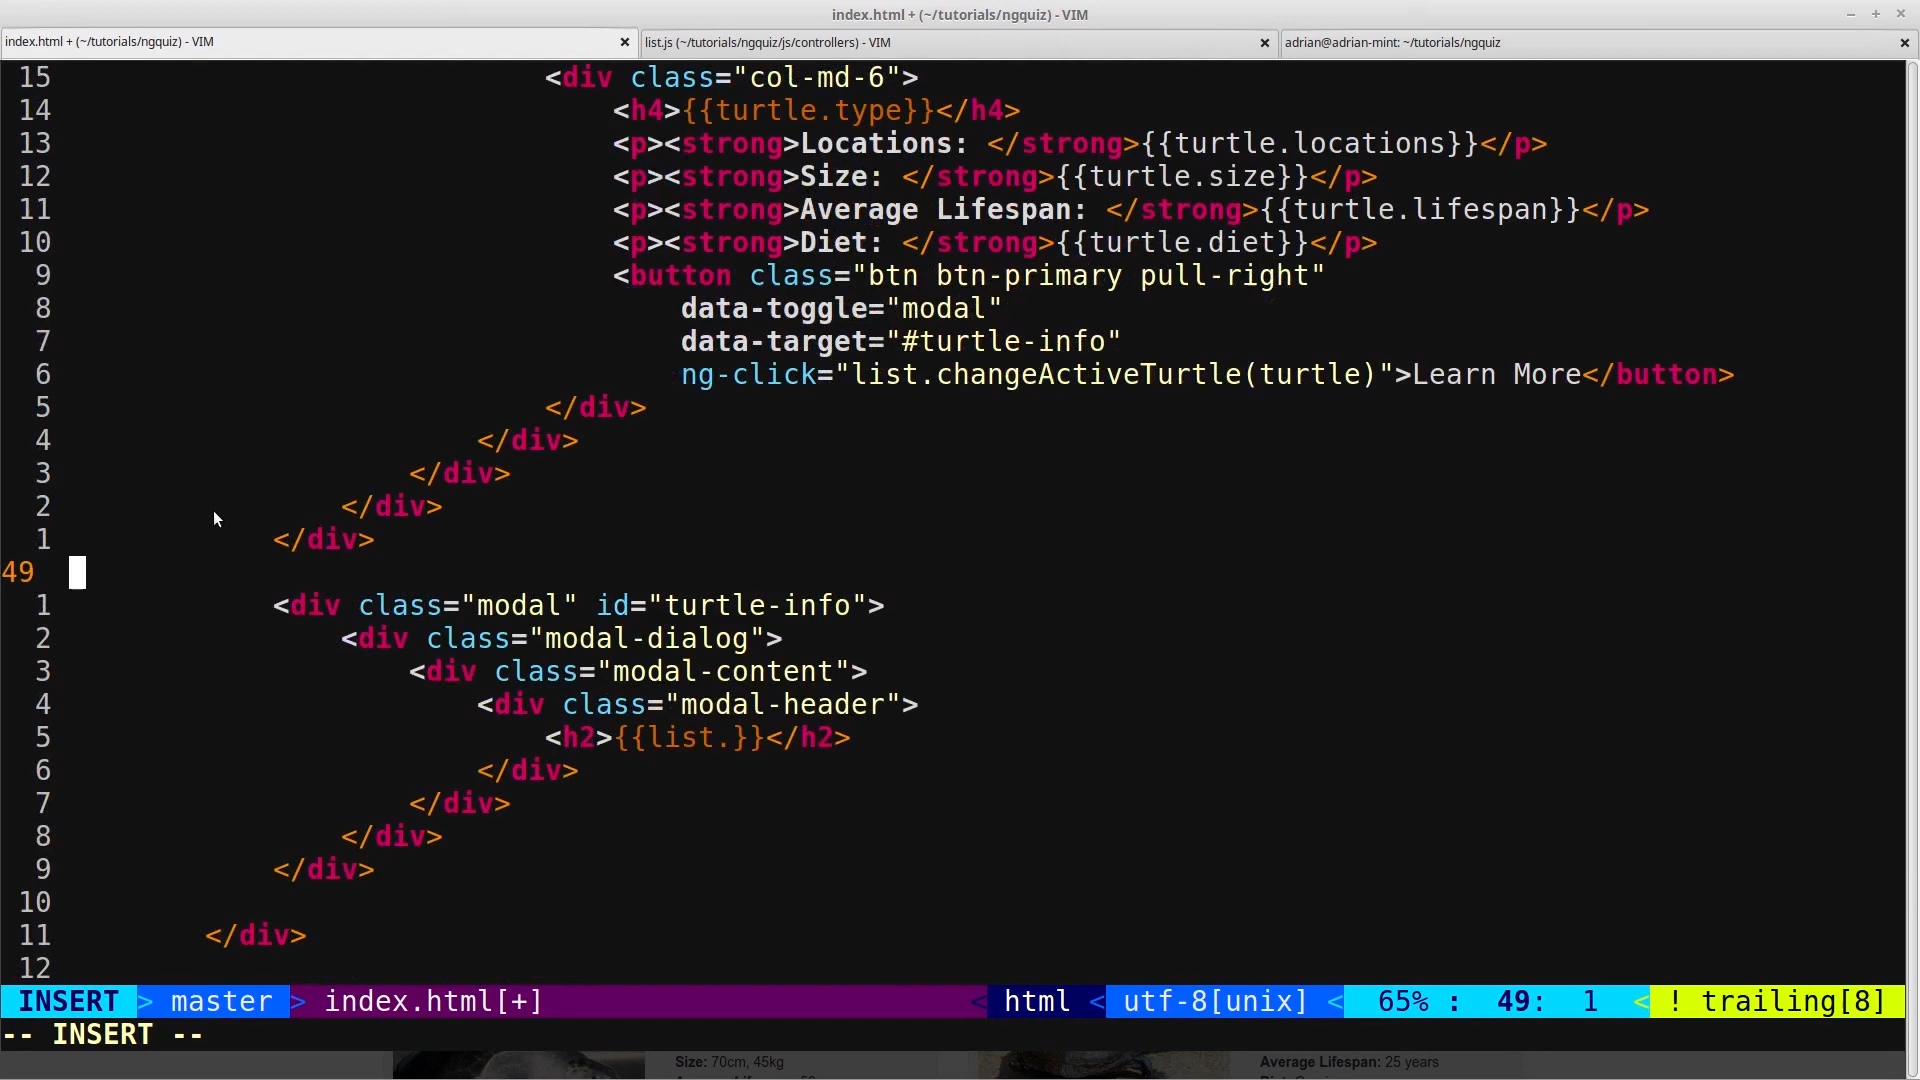 index.html + (~/tutorials/ngquiz) - VIM
index.html + (~/tutorials/ngquiz) - VIM
list.js (~/tutorials/ngquiz/js/controllers) - VIM
adrian@adrian-mint: ~/tutorials/ngquiz
15 <div class="col-md-6">
14 <h4>{{turtle.type}}</h4>
13 <p><strong>Locations: </strong>{{turtle.locations}}</p>
12 <p><strong>Size: </strong>{{turtle.size}}</p>
11 <p><strong>Average Lifespan: </strong>{{turtle.lifespan}}</p>
10 <p><strong>Diet: </strong>{{turtle.diet}}</p>
9 <button class="btn btn-primary pull-right"
8 data-toggle="modal"
7 data-target="#turtle-info"
6 ng-click="list.changeActiveTurtle(turtle)">Learn More</button>
5 </div>
4 </div>
3 </div>
2 </div>
1 </div>
49
1 <div class="modal" id="turtle-info">
2 <div class="modal-dialog">
3 <div class="modal-content">
4 <div class="modal-header">
5 <h2>{{list.}}</h2>
6 </div>
7 </div>
8 </div>
9 </div>
10
11 </div>
12
INSERT > master > index.html[+] < html < utf-8[unix] < 65% : 49: 1 < ! trailing[8]
-- INSERT --
Size: 70cm, 45kg
Average Lifespan: 25 years